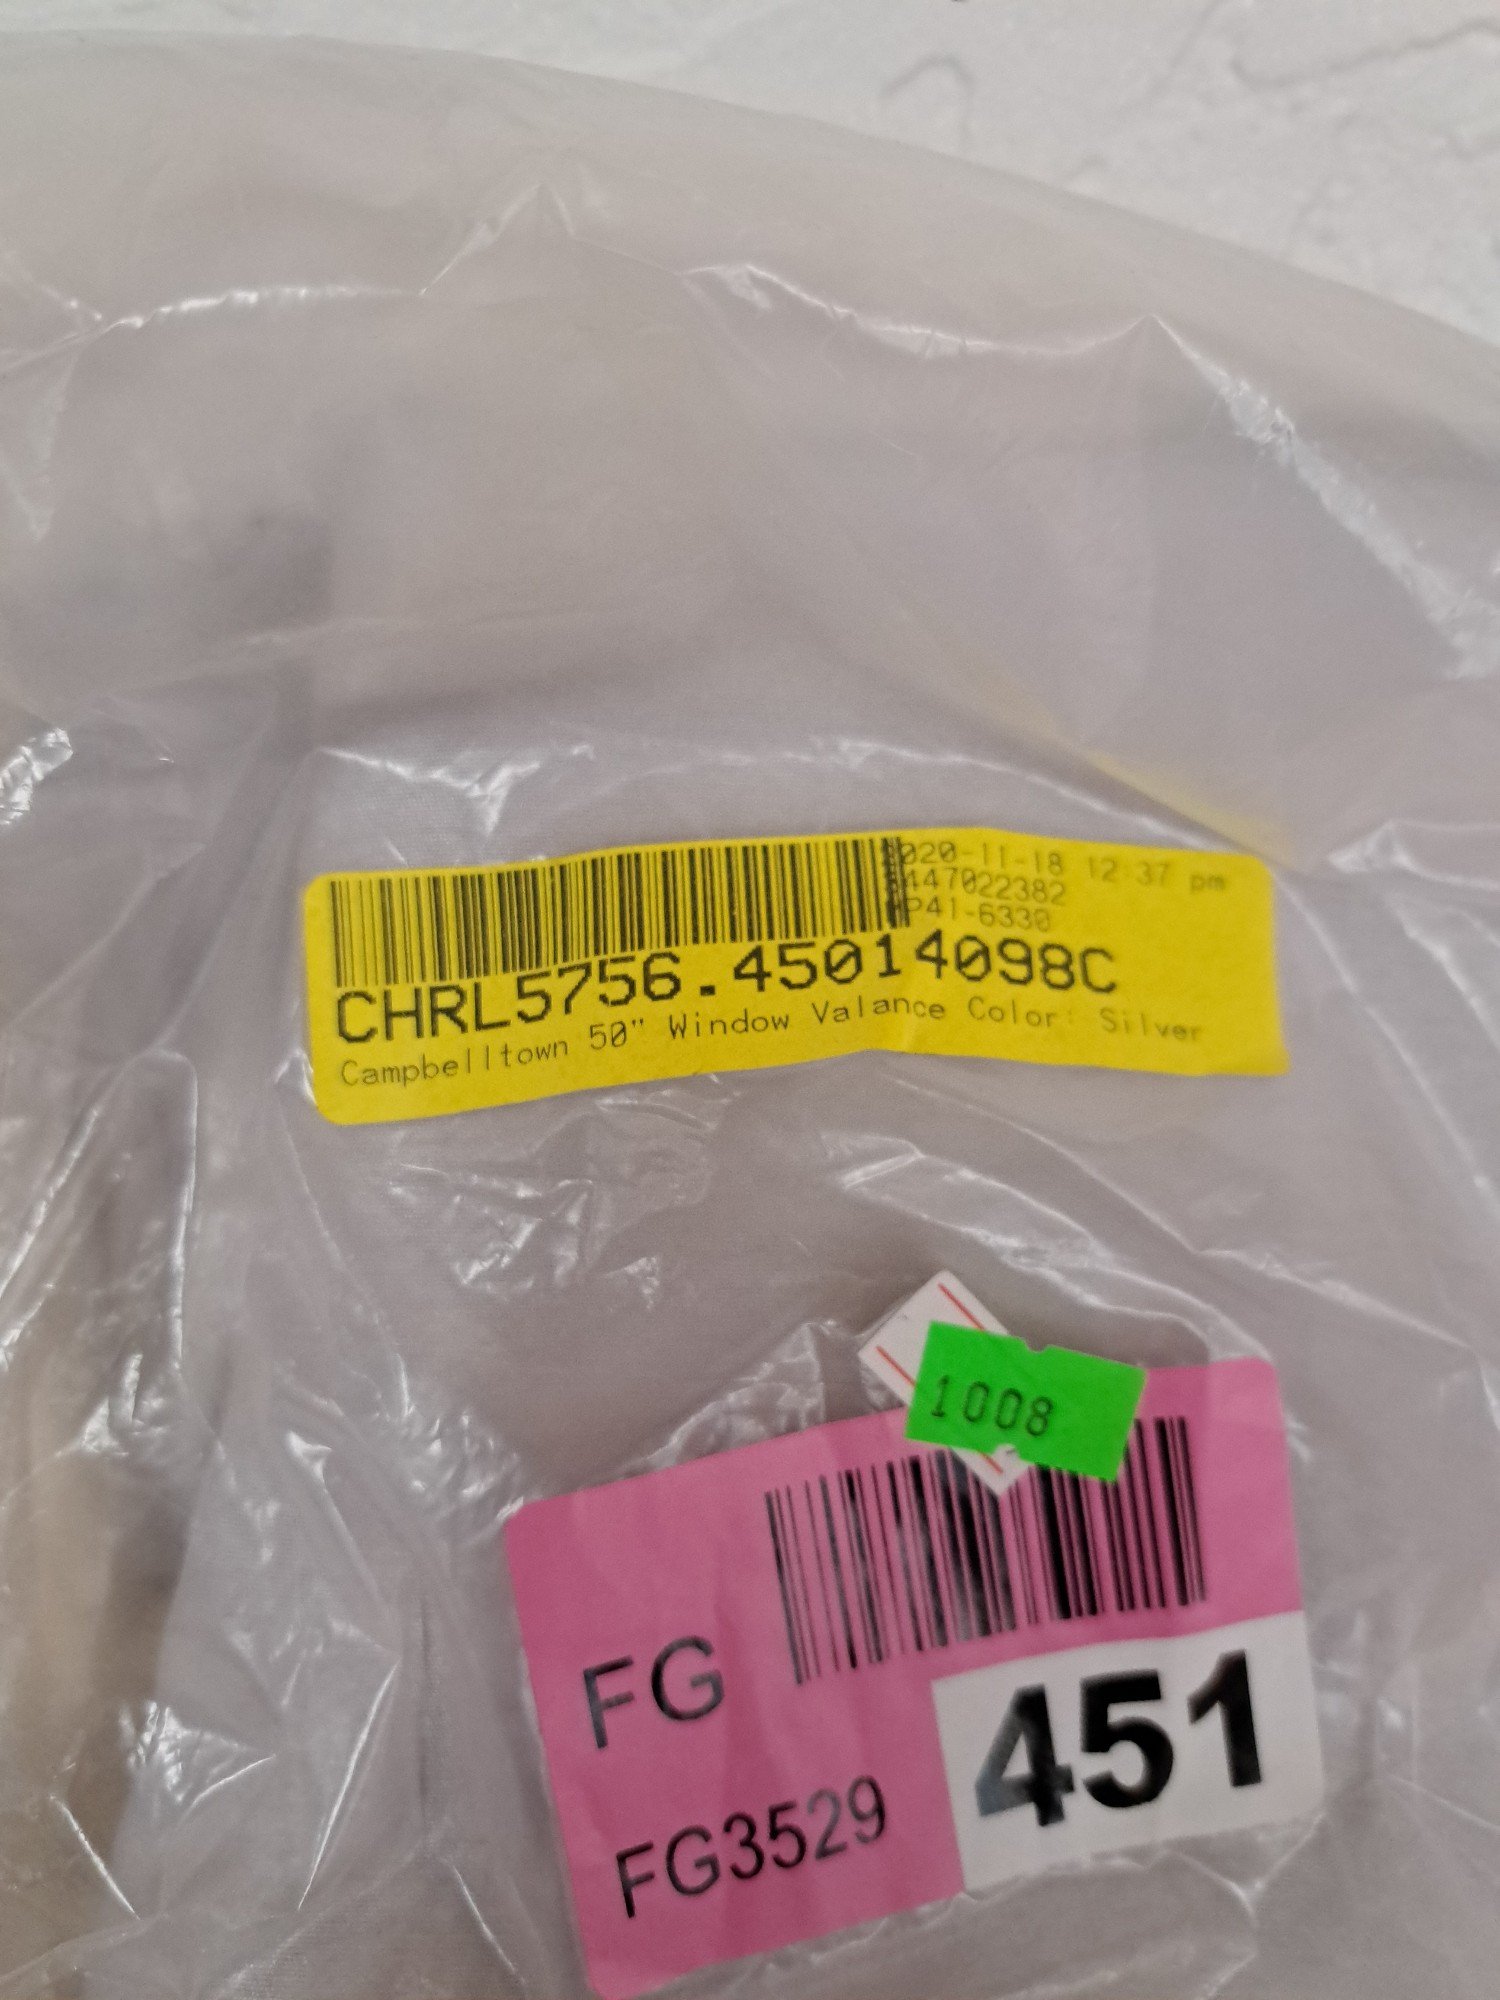 2020-11-18 12:37 pm
447022382
P41-6330
CHRL5756.45014098C
Campbelltown 50" Window Valance Color: Silver
1008
FG
451
FG3529